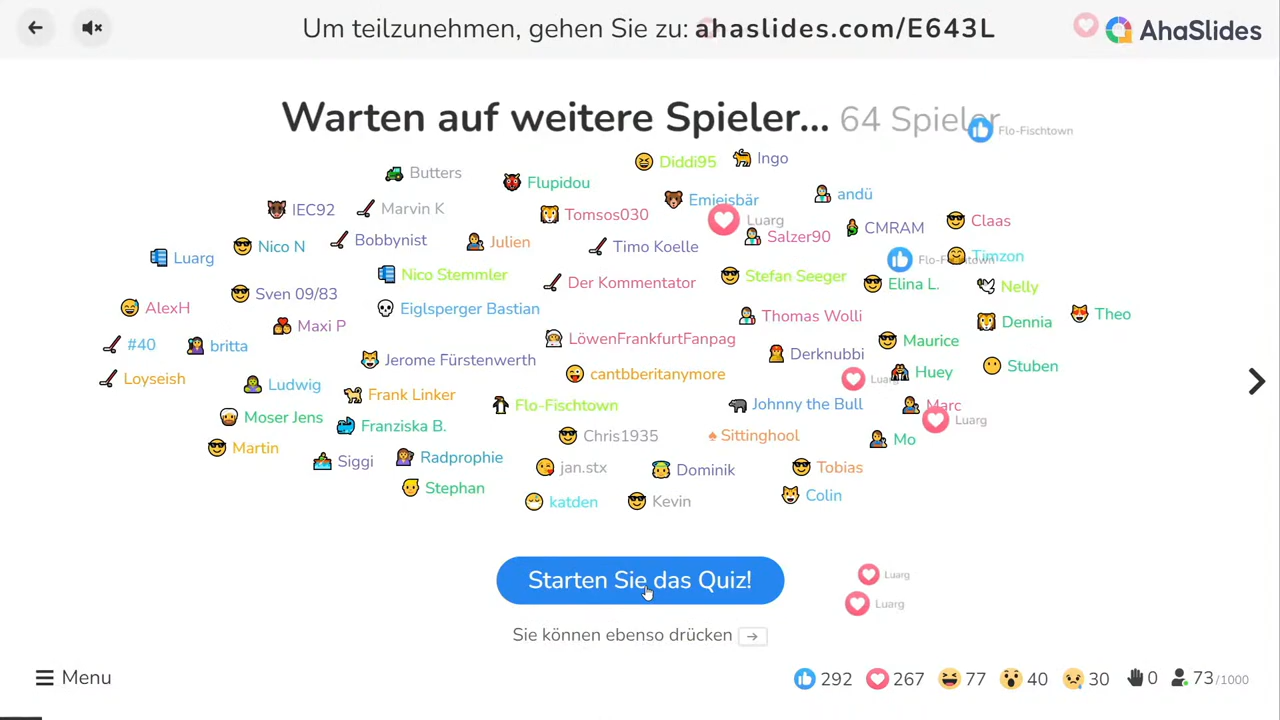 Um teilzunehmen, gehen Sie zu: ahaslides.com/E643L
AhaSlides
Warten auf weitere Spieler... 64 Spieler
Flo-Fischtown
Diddi95 Ingo
Butters Flupidou
Emieisbär andü
IEC92 Marvin K Tomsos030 Luarg CMRAM Claas
Nico N Bobbynist Julien Timo Koelle Salzer90
Luarg Flo-Fischtown Timzon
Nico Stemmler Der Kommentator Stefan Seeger Elina L. Nelly
AlexH Sven 09/83 Eiglsperger Bastian Thomas Wolli Dennia Theo
#40 britta Maxi P LöwenFrankfurtFanpag Derknubbi Maurice
Jerome Fürstenwerth Stuben
Loyseish Ludwig Frank Linker cantbberitanymore Luarg Huey
Moser Jens Franziska B. Flo-Fischtown Johnny the Bull Marc Luarg
Martin Chris1935 Sittinghool Mo
Siggi Radprophie jan.stx Dominik Tobias
Stephan katden Kevin Colin
Starten Sie das Quiz!
Luarg
Luarg
Sie können ebenso drücken →
Menu
292 267 77 40 30 0 73/1000